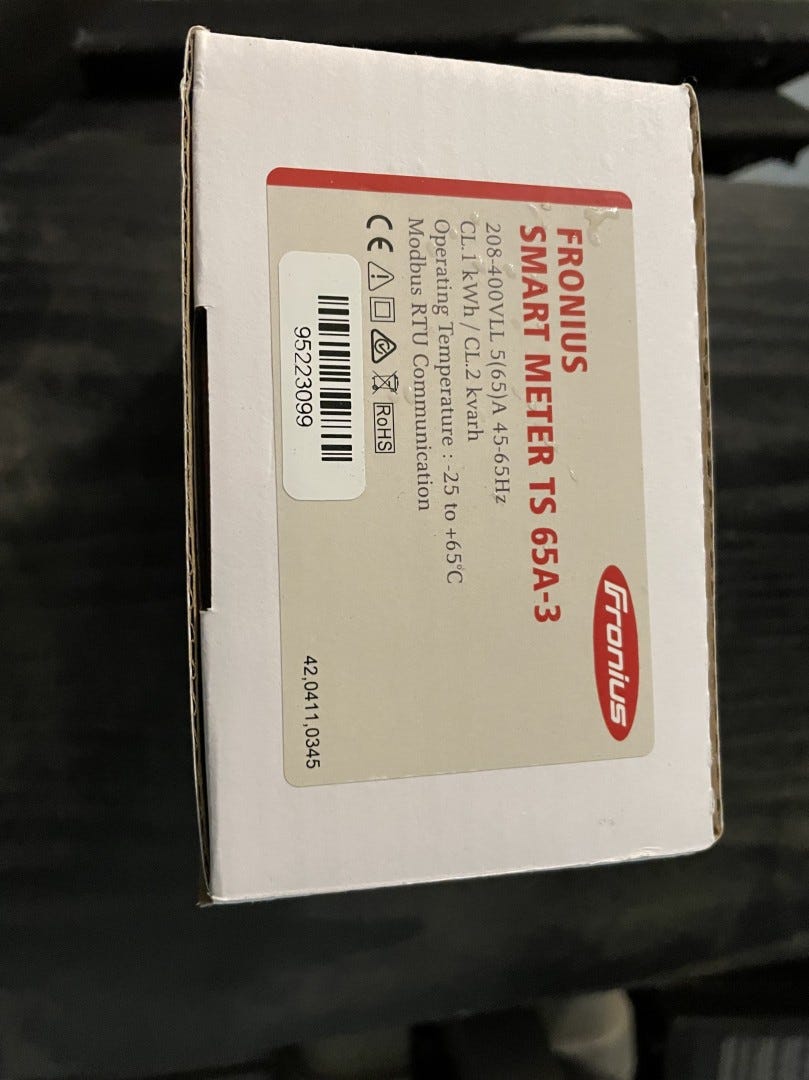 Fronius
FRONIUS
SMART METER TS 65A-3
208-400VLL 5(65)A 45-65Hz
CL.1 kWh / CL.2 kvarh
Operating Temperature : -25 to +65°C
Modbus RTU Communication
CE RoHS
95223099
42,0411,0345